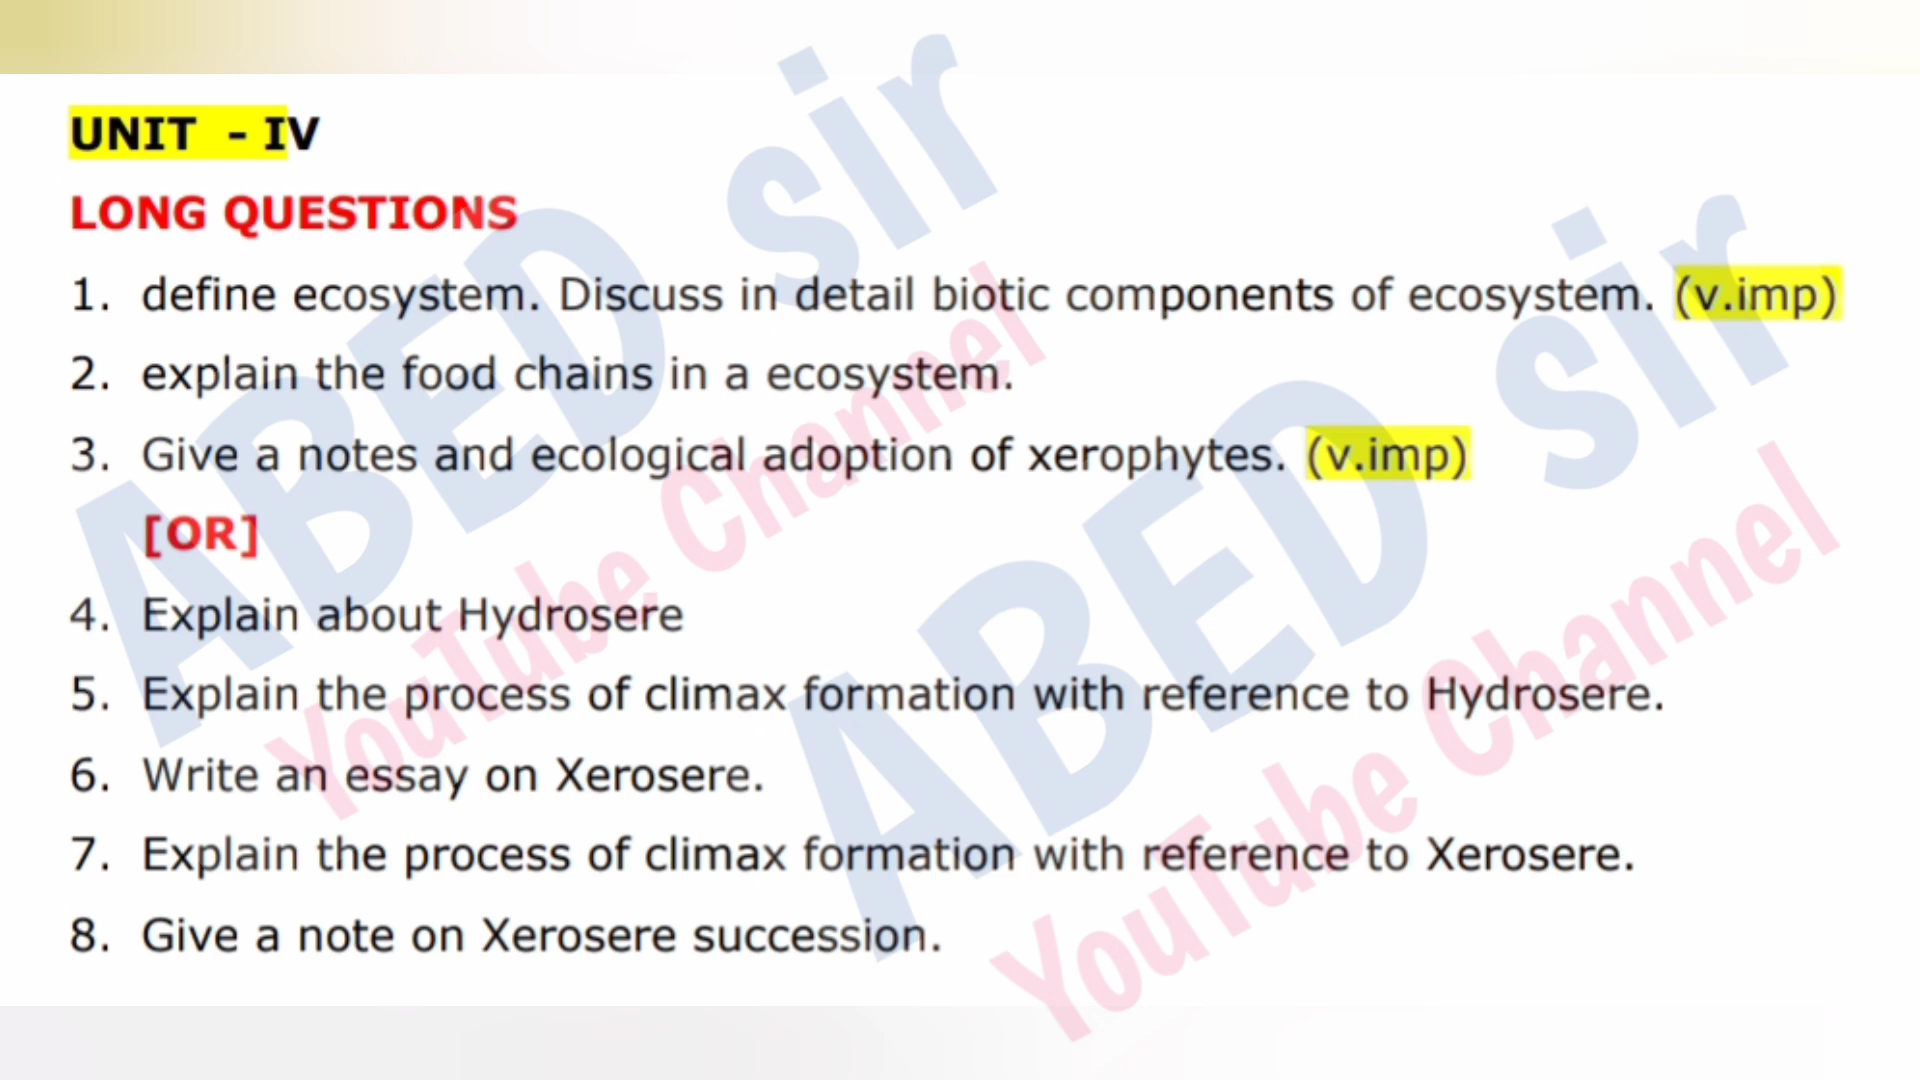 UNIT - IV
LONG QUESTIONS
1. define ecosystem. Discuss in detail biotic components of ecosystem. (v.imp)
2. explain the food chains in a ecosystem.
3. Give a notes and ecological adoption of xerophytes. (v.imp)
[OR]
4. Explain about Hydrosere
5. Explain the process of climax formation with reference to Hydrosere.
6. Write an essay on Xerosere.
7. Explain the process of climax formation with reference to Xerosere.
8. Give a note on Xerosere succession.
ABED sir
YouTube Channel
ABED sir
YouTube Channel